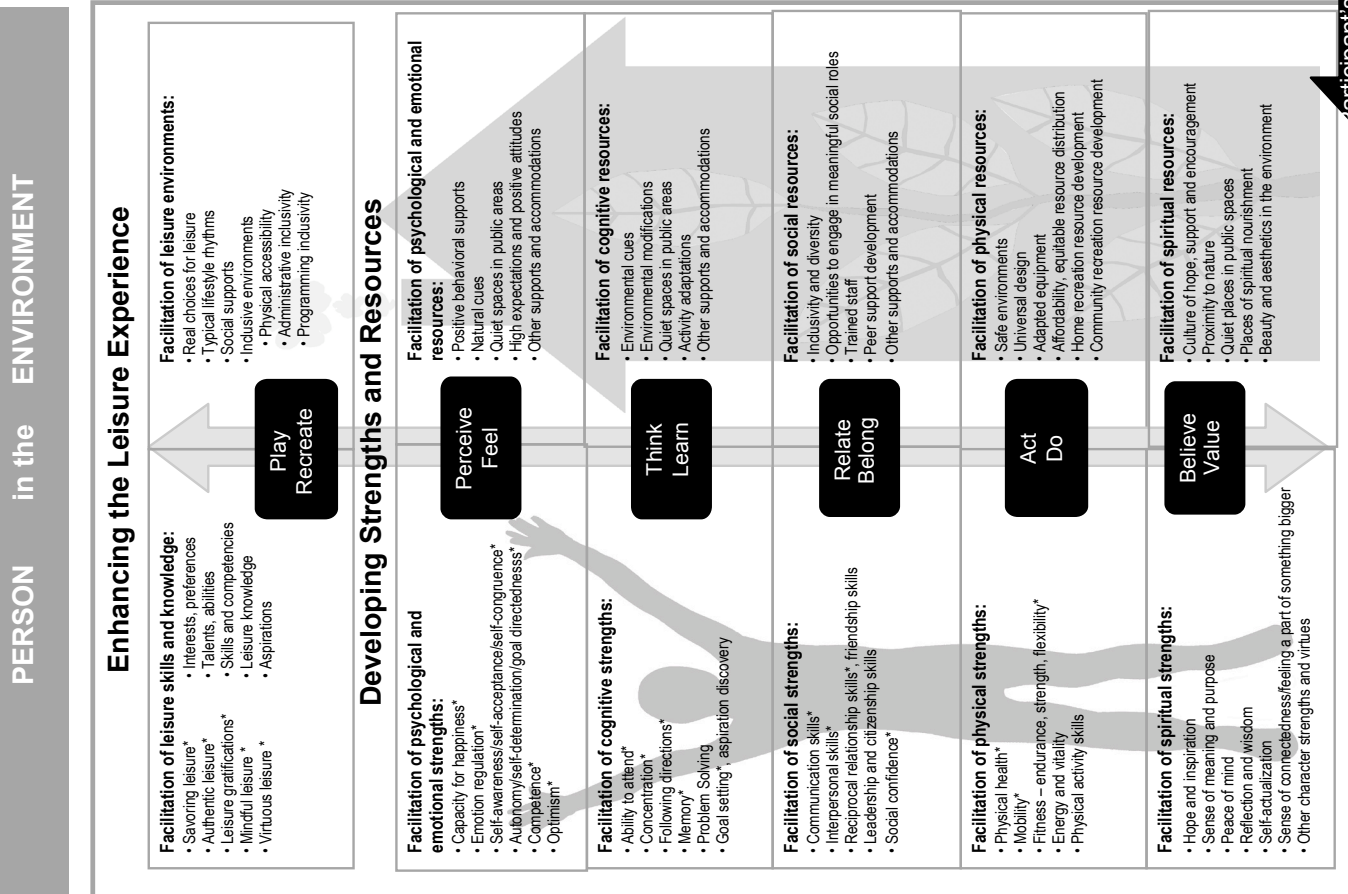 PERSON in the ENVIRONMENT
Enhancing the Leisure Experience
Facilitation of leisure skills and knowledge:
• Savoring leisure*
• Authentic leisure*
• Leisure gratifications*
• Mindful leisure*
• Virtuous leisure *
• Interests, preferences
• Talents, abilities
• Skills and competencies
• Leisure knowledge
• Aspirations
Play
Recreate
Facilitation of leisure environments:
• Real choices for leisure
• Typical lifestyle rhythms
• Social supports
• Inclusive environments
• Physical accessibility
• Administrative inclusivity
• Programming inclusivity
Developing Strengths and Resources
Facilitation of psychological and
emotional strengths:
• Capacity for happiness*
• Emotion regulation*
• Self-awareness/self-acceptance/self-congruence*
• Autonomy/self-determination/goal directednesss*
• Competence*
• Optimism*
Perceive
Feel
Facilitation of psychological and emotional
resources:
• Positive behavioral supports
• Natural cues
• Quiet spaces in public areas
• High expectations and positive attitudes
• Other supports and accommodations
Facilitation of cognitive strengths:
• Ability to attend*
• Concentration*
• Following directions*
• Memory*
• Problem Solving
• Goal setting*, aspiration discovery
Think
Learn
Facilitation of cognitive resources:
• Environmental cues
• Environmental modifications
• Quiet spaces in public areas
• Activity adaptations
• Other supports and accommodations
Facilitation of social strengths:
• Communication skills*
• Interpersonal skills*
• Reciprocal relationship skills*, friendship skills
• Leadership and citizenship skills
• Social confidence*
Relate
Belong
Facilitation of social resources:
• Inclusivity and diversity
• Opportunities to engage in meaningful social roles
• Trained staff
• Peer support development
• Other supports and accommodations
Facilitation of physical strengths:
• Physical health*
• Mobility*
• Fitness – endurance, strength, flexibility*
• Energy and vitality
• Physical activity skills
Act
Do
Facilitation of physical resources:
• Safe environments
• Universal design
• Adapted equipment
• Affordability, equitable resource distribution
• Home recreation resource development
• Community recreation resource development
Facilitation of spiritual strengths:
• Hope and inspiration
• Sense of meaning and purpose
• Peace of mind
• Reflection and wisdom
• Self-actualization
• Sense of connectedness/feeling a part of something bigger
• Other character strengths and virtues
Believe
Value
Facilitation of spiritual resources:
• Culture of hope, support and encouragement
• Proximity to nature
• Quiet places in public spaces
• Places of spiritual nourishment
• Beauty and aesthetics in the environment